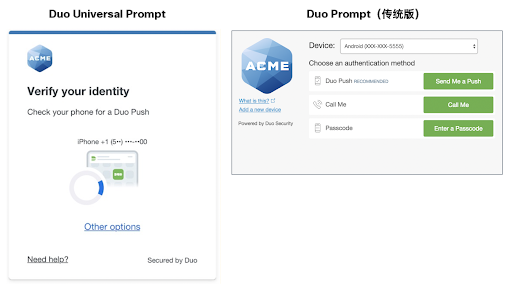 Duo Universal Prompt
ACME
Verify your identity
Check your phone for a Duo Push
iPhone +1 (5••) •••-••00
Other options
Need help?
Secured by Duo
Duo Prompt（传统版）
ACME
What is this?
Add a new device
Powered by Duo Security
Device:
Android (XXX-XXX-5555)
Choose an authentication method
Duo Push RECOMMENDED
Send Me a Push
Call Me
Call Me
Passcode
Enter a Passcode